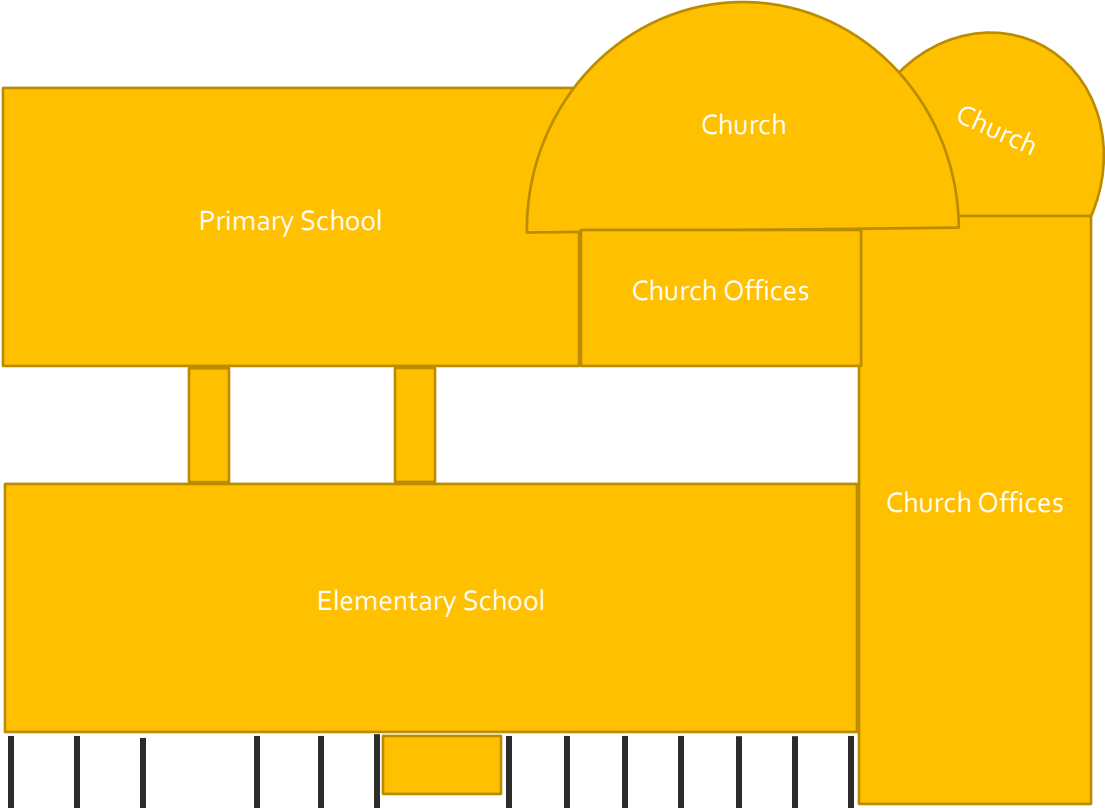 Church
Church
Primary School
Church Offices
Church Offices
Elementary School